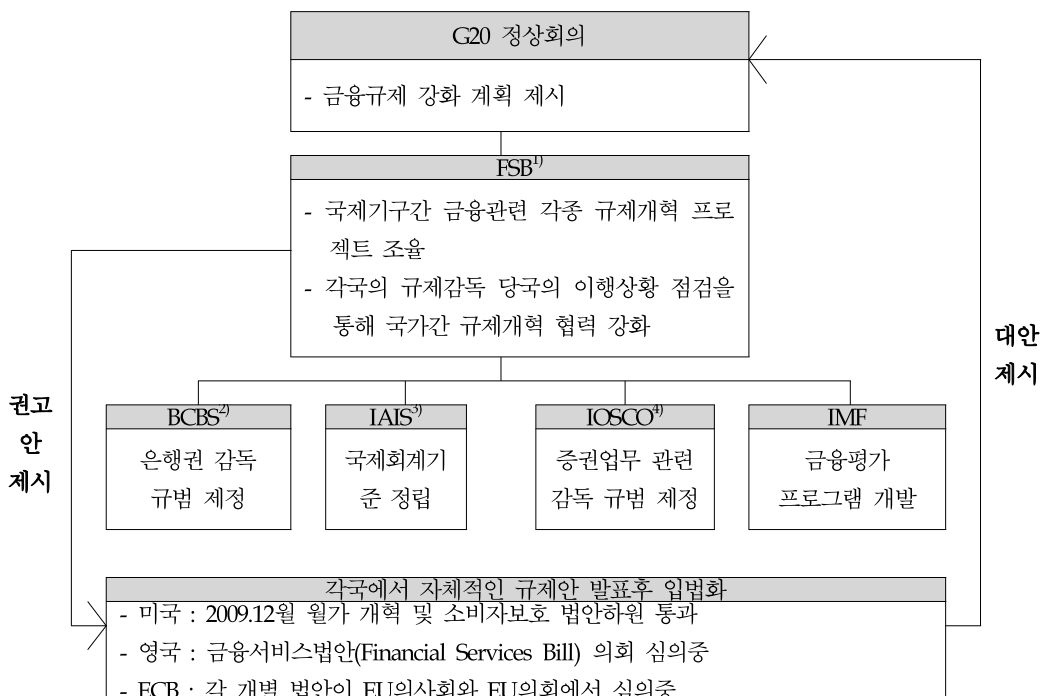 G20 정상회의
- 금융규제 강화 계획 제시
FSB1)
- 국제기구간 금융관련 각종 규제개혁 프로
젝트 조율
- 각국의 규제감독 당국의 이행상황 점검을
통해 국가간 규제개혁 협력 강화
대안
제시
권고
안
제시
BCBS2)
은행권 감독
규범 제정
IAIS3)
국제회계기
준 정립
IOSCO4)
증권업무 관련
감독 규범 제정
IMF
금융평가
프로그램 개발
각국에서 자체적인 규제안 발표후 입법화
- 미국 : 2009.12월 월가 개혁 및 소비자보호 법안하원 통과
- 영국 : 금융서비스법안(Financial Services Bill) 의회 심의중
- ECB : 각 개별 법안이 EU의사회와 EU의회에서 심의중